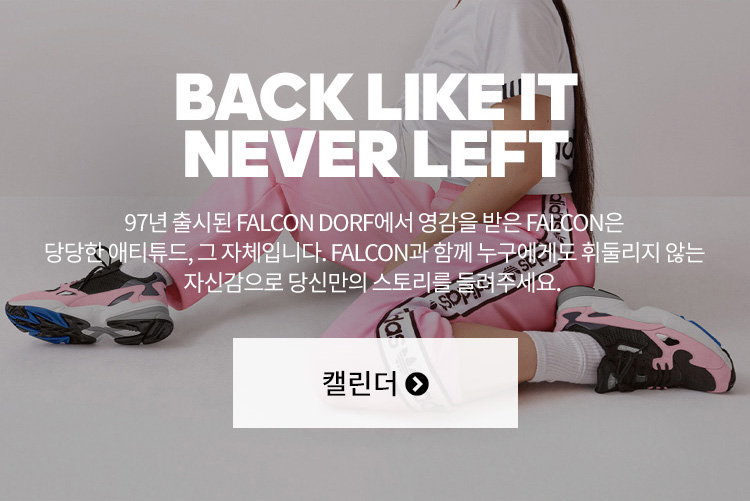 BACK LIKE IT
NEVER LEFT
97년 출시된 FALCON DORF에서 영감을 받은 FALCON은
당당한 애티튜드, 그 자체입니다. FALCON과 함께 누구에게도 휘둘리지 않는
자신감으로 당신만의 스토리를 들려주세요.
캘린더
adidas
adidas
adidas